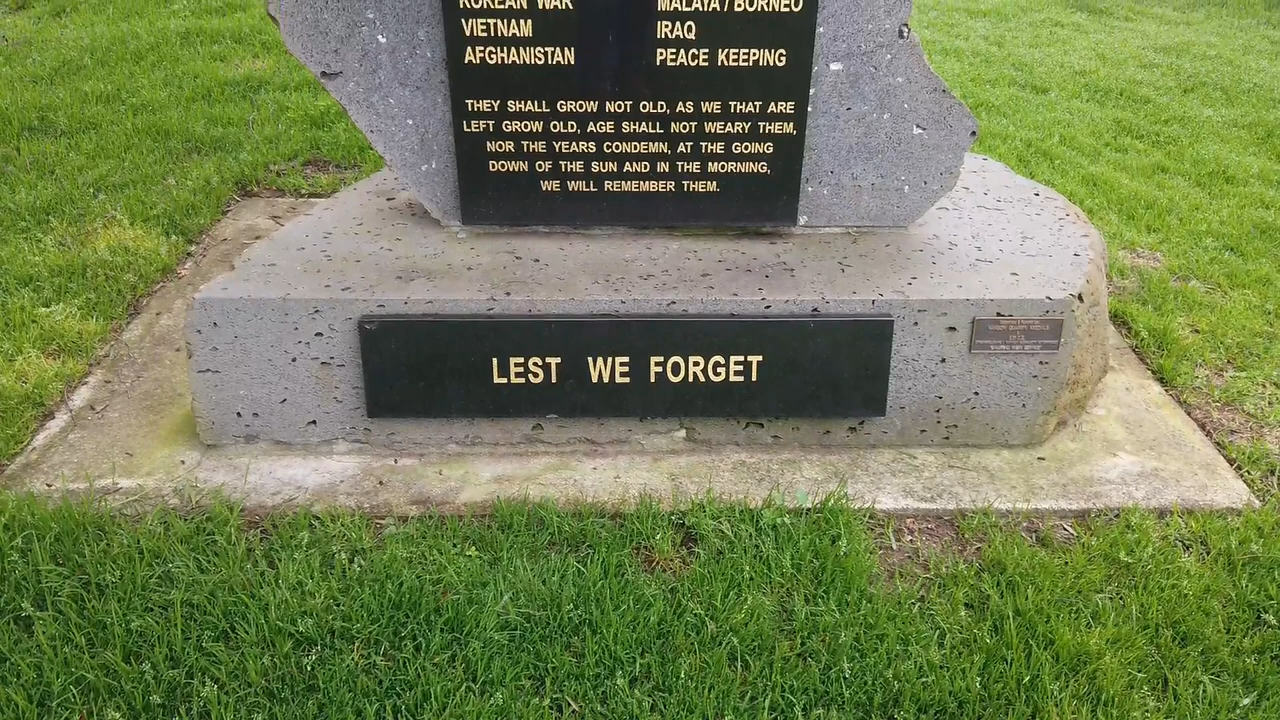 KOREAN WAR MALAYA / BORNEO
VIETNAM IRAQ
AFGHANISTAN PEACE KEEPING
THEY SHALL GROW NOT OLD, AS WE THAT ARE
LEFT GROW OLD, AGE SHALL NOT WEARY THEM,
NOR THE YEARS CONDEMN, AT THE GOING
DOWN OF THE SUN AND IN THE MORNING,
WE WILL REMEMBER THEM.
LEST WE FORGET